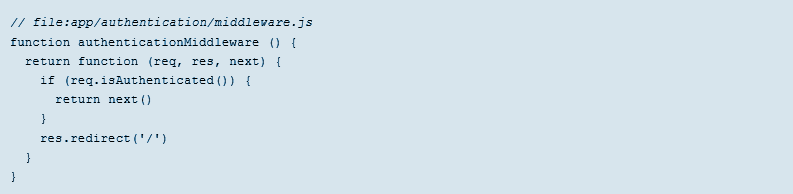 // file:app/authentication/middleware.js
function authenticationMiddleware () {
  return function (req, res, next) {
    if (req.isAuthenticated()) {
      return next()
    }
    res.redirect('/')
  }
}